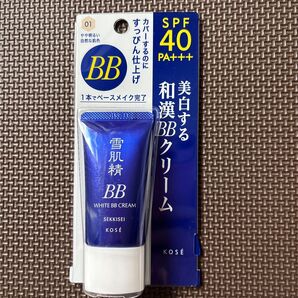 01
やや明るい
自然な肌色
カバーするのに
すっぴん仕上げ
BB
1本でベースメイク完了
SPF
40
PA+++
美白する
和漢BBクリーム
KOSÉ
雪肌精
BB
WHITE BB CREAM
SEKKISEI
KOSÉ